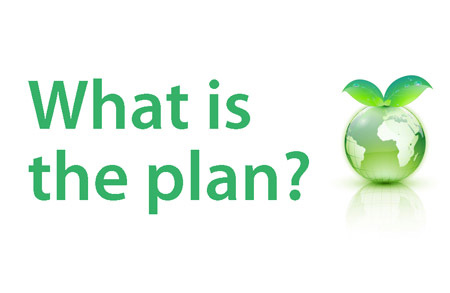 What is
the plan?